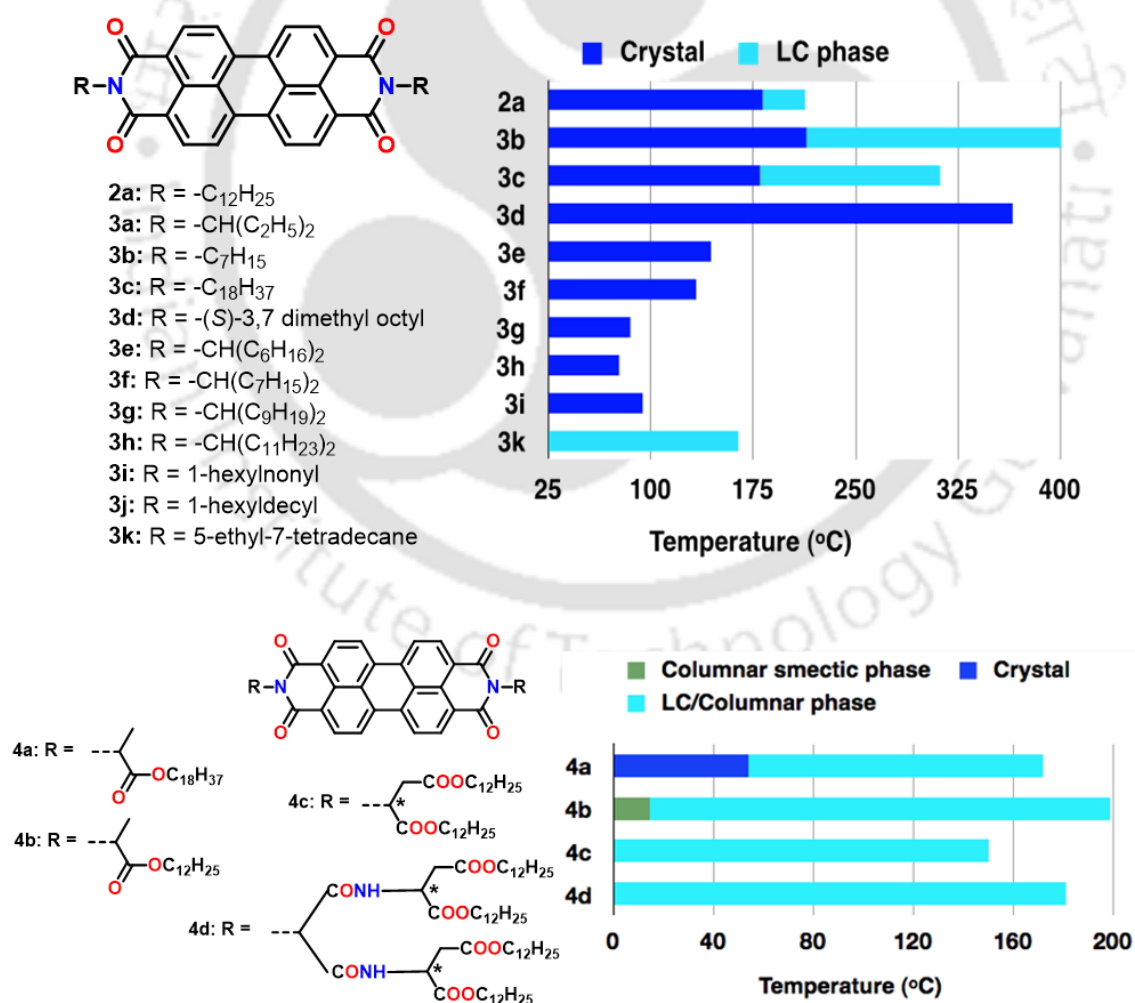 O O
R N N R
O O
2a: R = -C₁₂H₂₅
3a: R = -CH(C₂H₅)₂
3b: R = -C₇H₁₅
3c: R = -C₁₈H₃₇
3d: R = -(S)-3,7 dimethyl octyl
3e: R = -CH(C₆H₁₆)₂
3f: R = -CH(C₇H₁₅)₂
3g: R = -CH(C₉H₁₉)₂
3h: R = -CH(C₁₁H₂₃)₂
3i: R = 1-hexylnonyl
3j: R = 1-hexyldecyl
3k: R = 5-ethyl-7-tetradecane
Crystal LC phase
2a
3b
3c
3d
3e
3f
3g
3h
3i
3k
25 100 175 250 325 400
Temperature (°C)
Institute of Technology
Indian
O O
R N N R
O O
4a: R =
OC₁₈H₃₇
O
4b: R =
OC₁₂H₂₅
O
4c: R =
COOC₁₂H₂₅
*
COOC₁₂H₂₅
4d: R =
COOC₁₂H₂₅
CONH
*
COOC₁₂H₂₅
COOC₁₂H₂₅
CONH
*
COOC₁₂H₂₅
Columnar smectic phase Crystal
LC/Columnar phase
4a
4b
4c
4d
0 40 80 120 160 200
Temperature (°C)